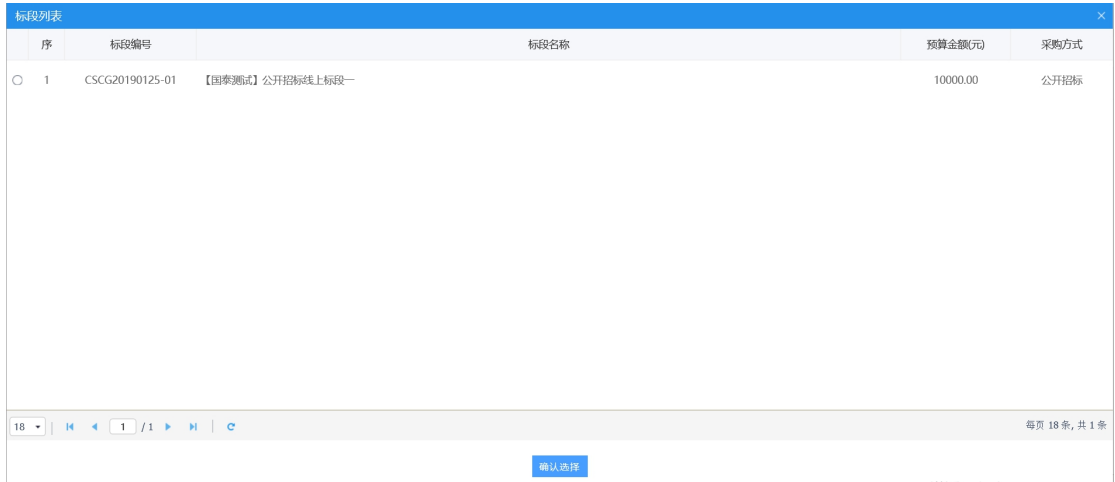 标段列表
序 标段编号 标段名称 预算金额(元) 采购方式
1 CSCG20190125-01 【国泰测试】公开招标线上标段一 10000.00 公开招标
18 1 / 1 每页 18 条, 共 1 条
确认选择